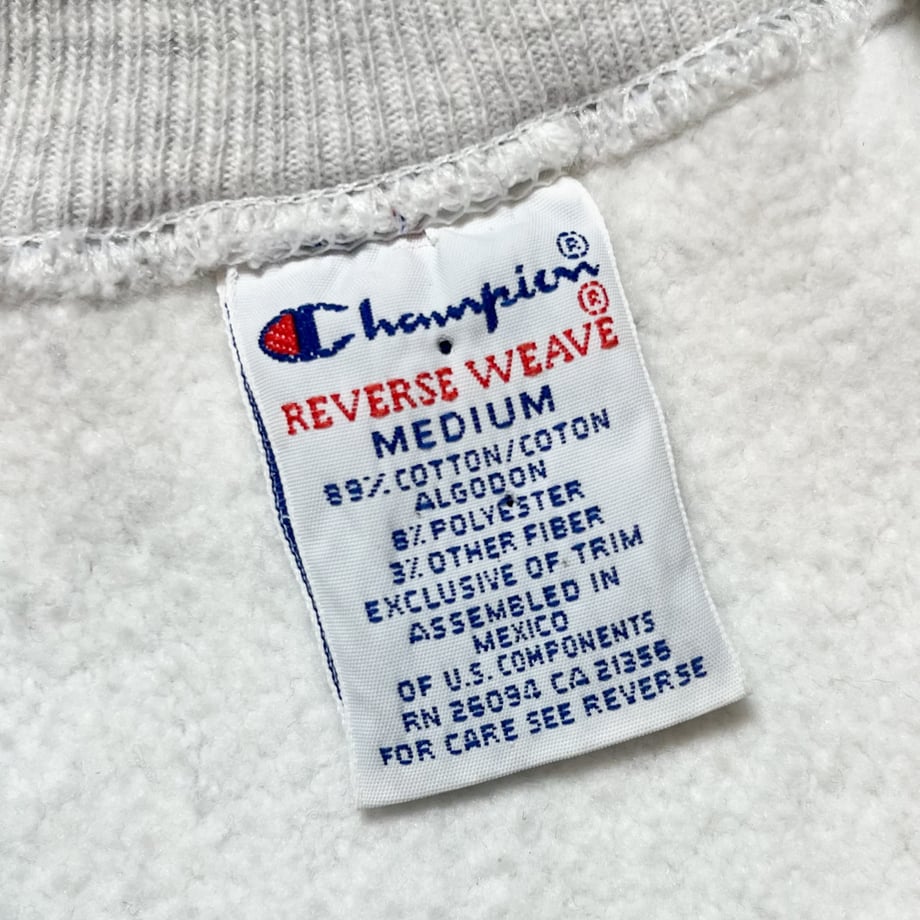 Champion®
REVERSE WEAVE®
MEDIUM
89% COTTON/COTON
ALGODON
8% POLYESTER
3% OTHER FIBER
EXCLUSIVE OF TRIM
ASSEMBLED IN
MEXICO
OF U.S. COMPONENTS
RN 26094 CA 21356
FOR CARE SEE REVERSE